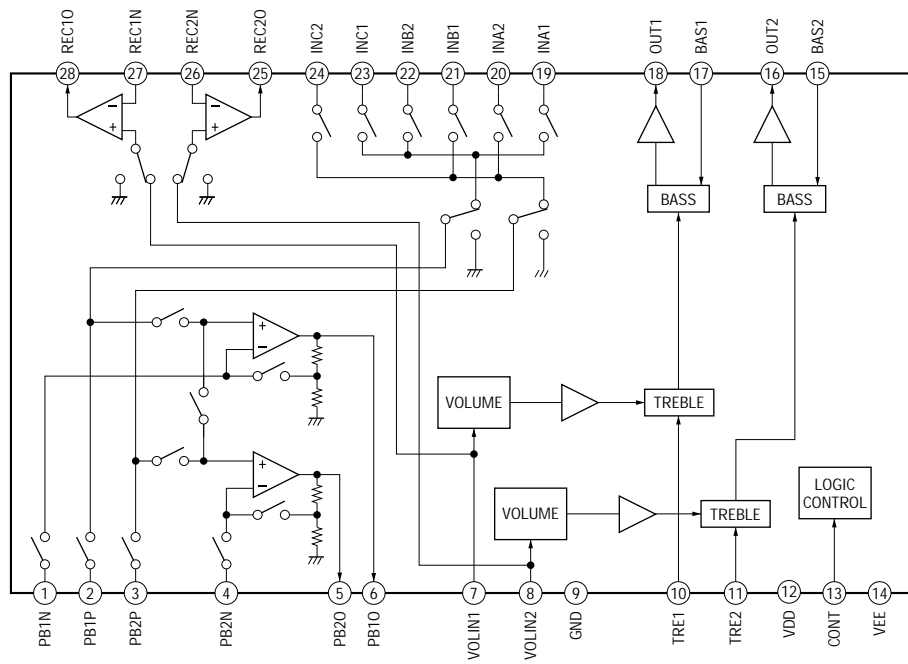 REC1O REC1N REC2N REC2O INC2 INC1 INB2 INB1 INA2 INA1 OUT1 BAS1 OUT2 BAS2
28 27 26 25 24 23 22 21 20 19 18 17 16 15
− + − +
BASS BASS
+ −
VOLUME TREBLE
+ −
LOGIC CONTROL
VOLUME TREBLE
1 2 3 4 5 6 7 8 9 10 11 12 13 14
PB1N PB1P PB2P PB2N PB2O PB1O VOLIN1 VOLIN2 GND TRE1 TRE2 VDD CONT VEE